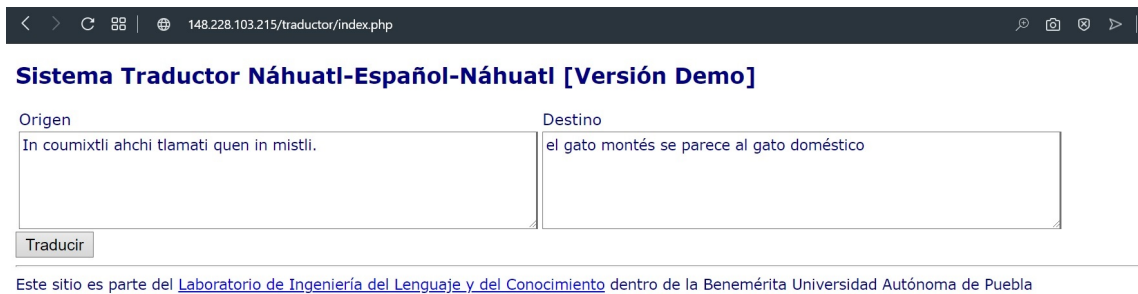 148.228.103.215/traductor/index.php
Sistema Traductor Náhuatl-Español-Náhuatl [Versión Demo]
Origen
Destino
In coumixtli ahchi tlamati quen in mistli.
el gato montés se parece al gato doméstico
Traducir
Este sitio es parte del Laboratorio de Ingeniería del Lenguaje y del Conocimiento dentro de la Benemérita Universidad Autónoma de Puebla